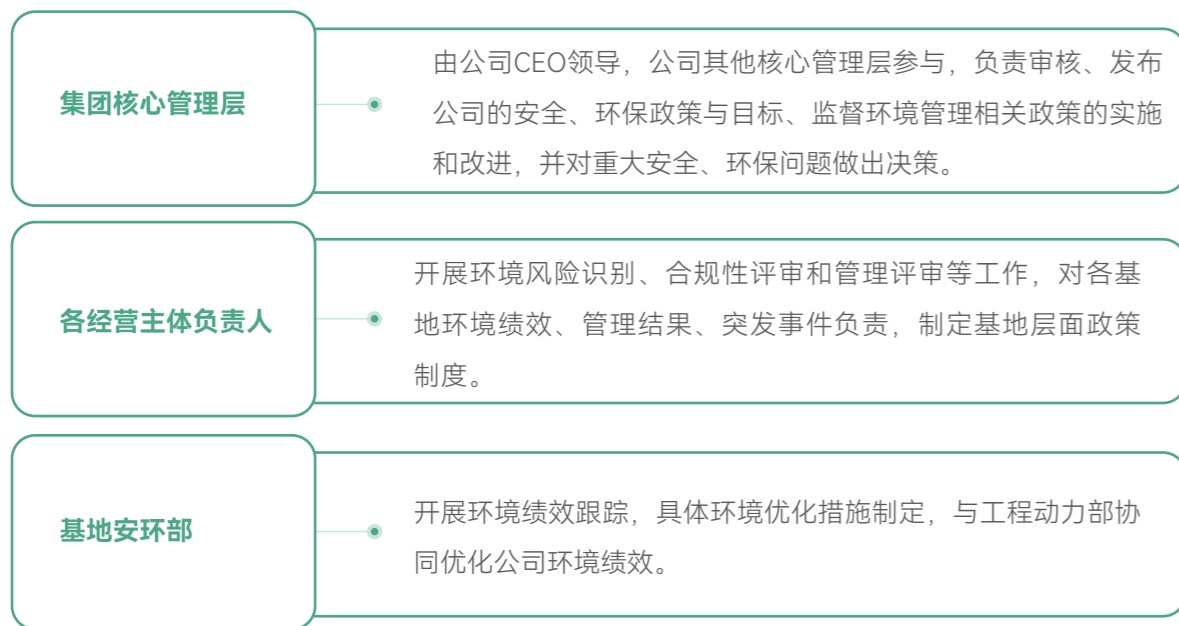 集团核心管理层
由公司CEO领导，公司其他核心管理层参与，负责审核、发布
公司的安全、环保政策与目标、监督环境管理相关政策的实施
和改进，并对重大安全、环保问题做出决策。
各经营主体负责人
开展环境风险识别、合规性评审和管理评审等工作，对各基
地环境绩效、管理结果、突发事件负责，制定基地层面政策
制度。
基地安环部
开展环境绩效跟踪，具体环境优化措施制定，与工程动力部协
同优化公司环境绩效。